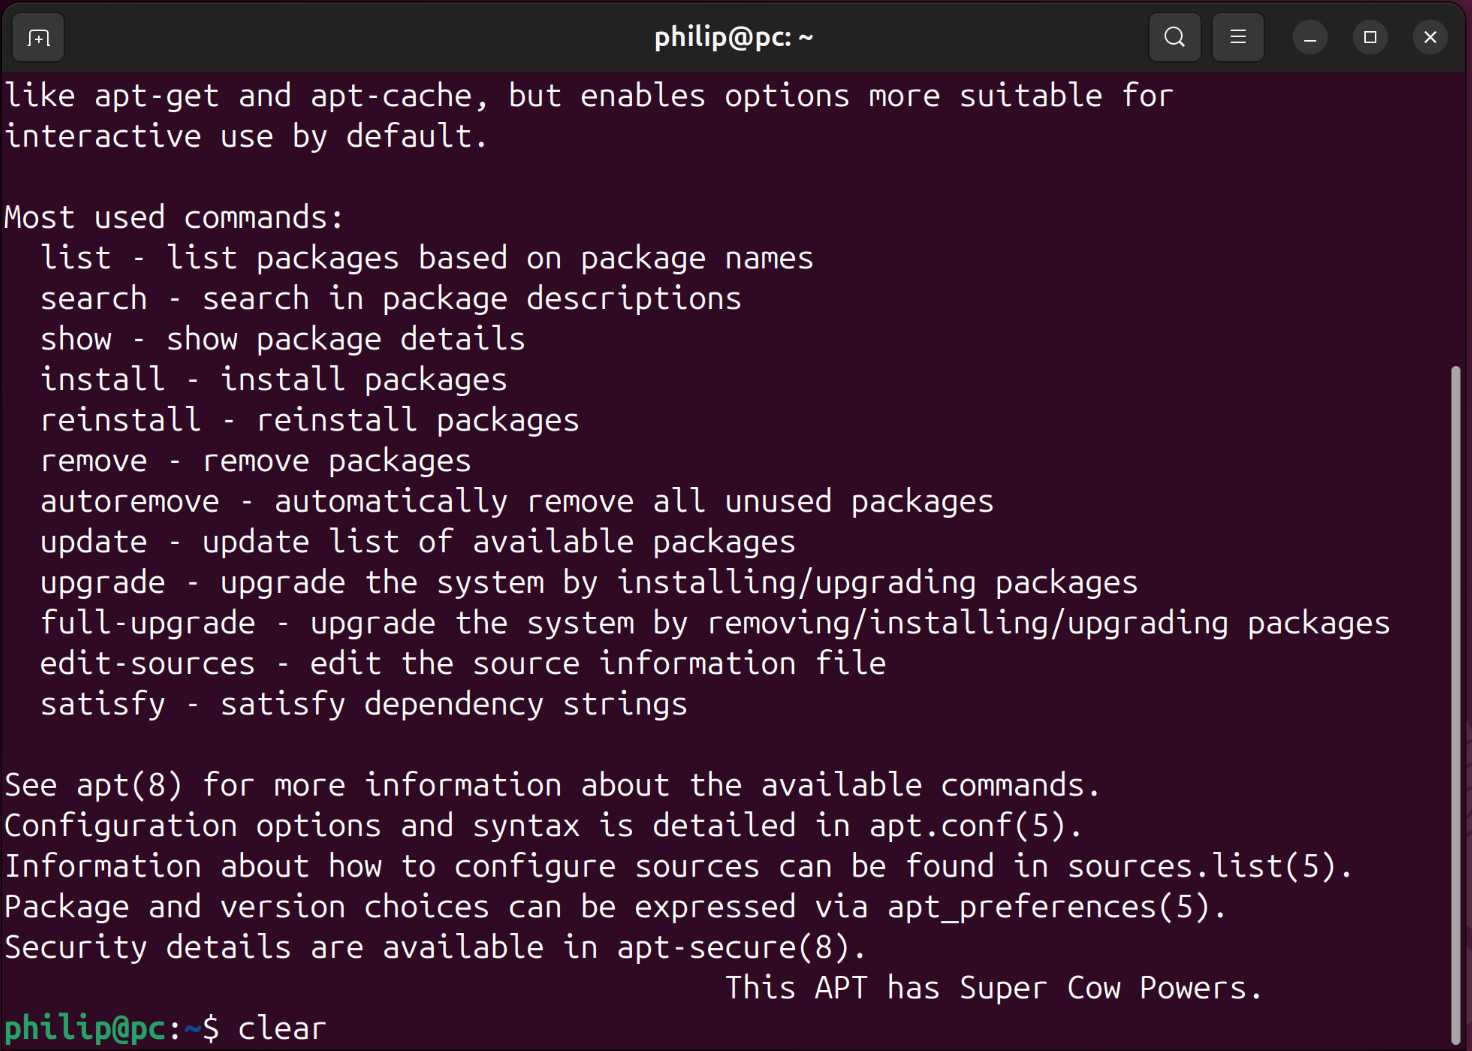 philip@pc: ~
like apt-get and apt-cache, but enables options more suitable for
interactive use by default.
Most used commands:
  list - list packages based on package names
  search - search in package descriptions
  show - show package details
  install - install packages
  reinstall - reinstall packages
  remove - remove packages
  autoremove - automatically remove all unused packages
  update - update list of available packages
  upgrade - upgrade the system by installing/upgrading packages
  full-upgrade - upgrade the system by removing/installing/upgrading packages
  edit-sources - edit the source information file
  satisfy - satisfy dependency strings
See apt(8) for more information about the available commands.
Configuration options and syntax is detailed in apt.conf(5).
Information about how to configure sources can be found in sources.list(5).
Package and version choices can be expressed via apt_preferences(5).
Security details are available in apt-secure(8).
                                        This APT has Super Cow Powers.
philip@pc:~$ clear